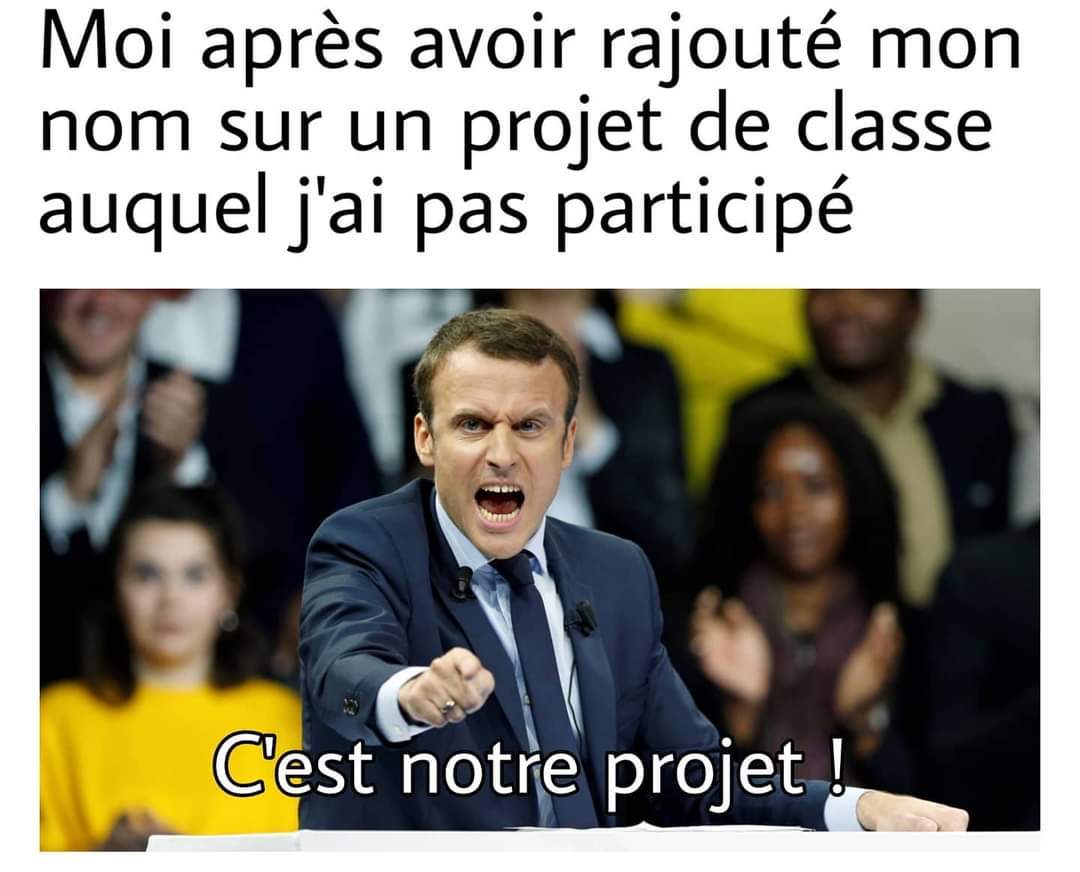 Moi après avoir rajouté mon
nom sur un projet de classe
auquel j'ai pas participé
C'est notre projet !